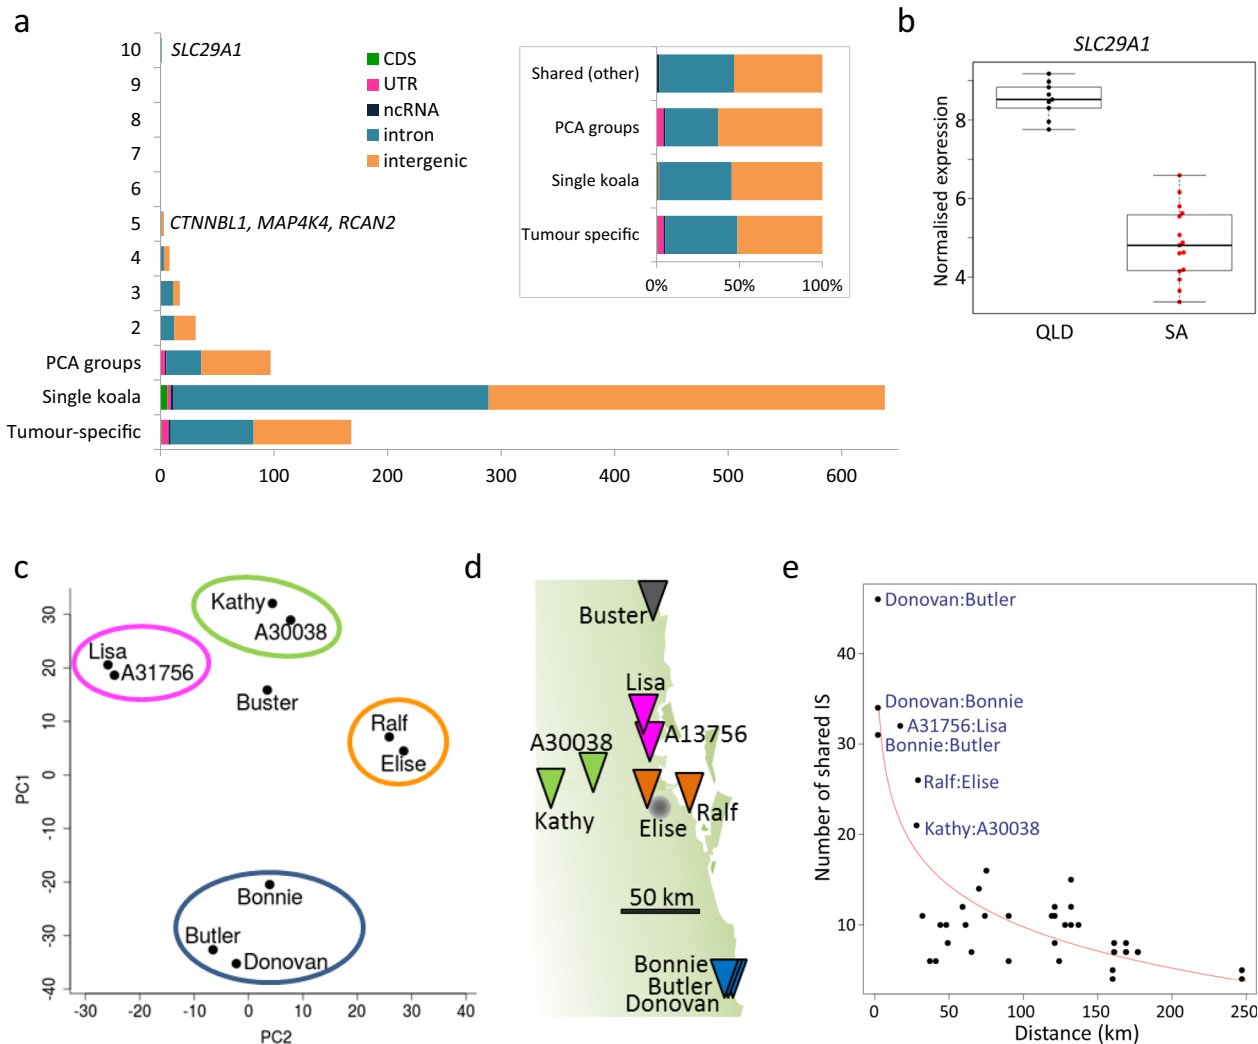 a
10
SLC29A1
9
8
7
6
5
CTNNBL1, MAP4K4, RCAN2
4
3
2
PCA groups
Single koala
Tumour-specific
0
100
200
300
400
500
600
CDS
UTR
ncRNA
intron
intergenic
Shared (other)
PCA groups
Single koala
Tumour specific
0%
50%
100%
b
SLC29A1
Normalised expression
8
6
4
QLD
SA
c
PC1
30
20
10
0
-10
-20
-30
-40
Kathy
A30038
Lisa
A31756
Buster
Ralf
Elise
Bonnie
Butler
Donovan
-30
-20
-10
0
10
20
30
40
PC2
d
Buster
Lisa
A13756
A30038
Kathy
Elise
Ralf
50 km
Bonnie
Butler
Donovan
e
Number of shared IS
40
30
20
10
Donovan:Butler
Donovan:Bonnie
A31756:Lisa
Bonnie:Butler
Ralf:Elise
Kathy:A30038
0
50
100
150
200
250
Distance (km)